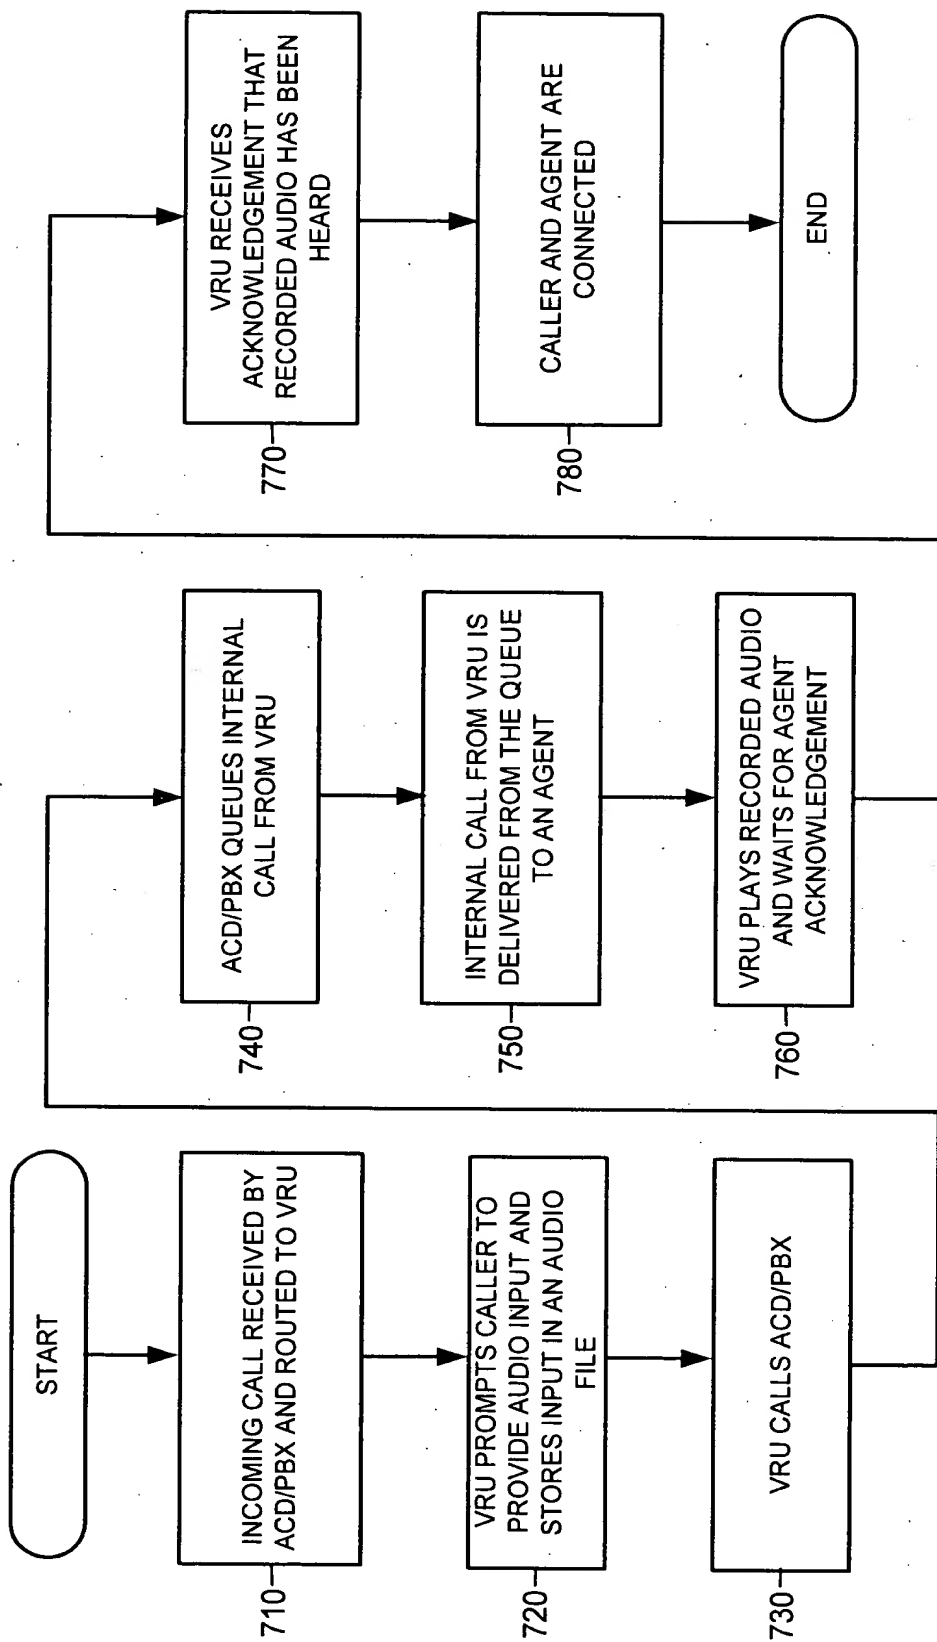 START
INCOMING CALL RECEIVED BY
ACD/PBX AND ROUTED TO VRU
710
VRU PROMPTS CALLER TO
PROVIDE AUDIO INPUT AND
STORES INPUT IN AN AUDIO
FILE
720
VRU CALLS ACD/PBX
730
ACD/PBX QUEUES INTERNAL
CALL FROM VRU
740
INTERNAL CALL FROM VRU IS
DELIVERED FROM THE QUEUE
TO AN AGENT
750
VRU PLAYS RECORDED AUDIO
AND WAITS FOR AGENT
ACKNOWLEDGEMENT
760
VRU RECEIVES
ACKNOWLEDGEMENT THAT
RECORDED AUDIO HAS BEEN
HEARD
770
CALLER AND AGENT ARE
CONNECTED
780
END